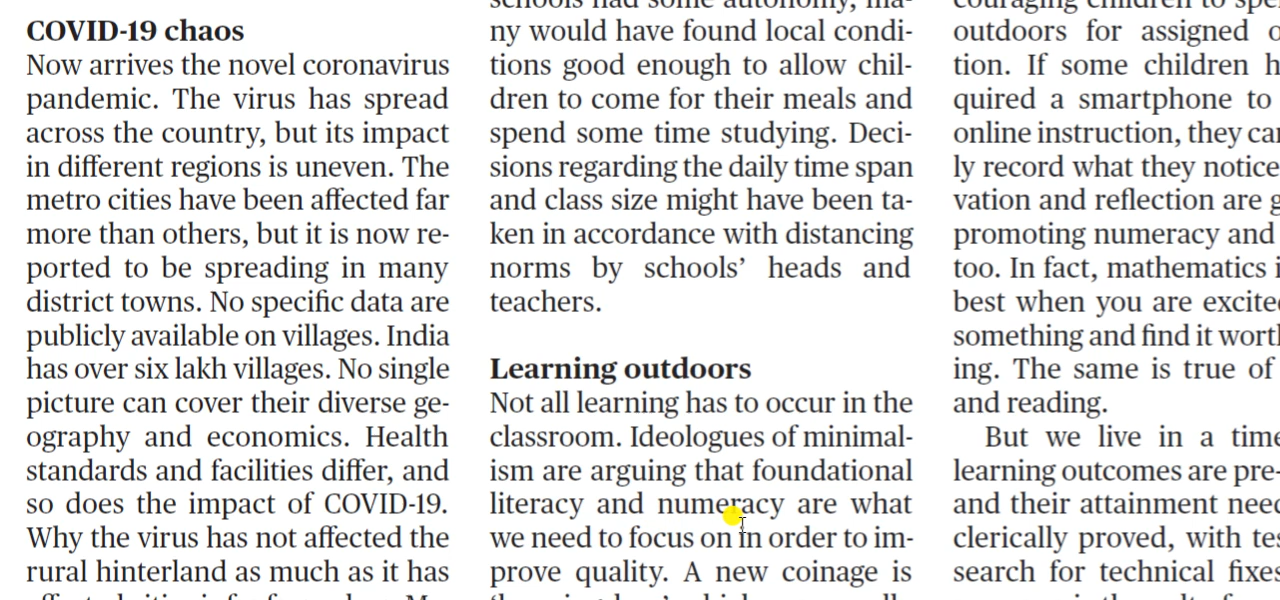 COVID-19 chaos
Now arrives the novel coronavirus
pandemic. The virus has spread
across the country, but its impact
in different regions is uneven. The
metro cities have been affected far
more than others, but it is now re-
ported to be spreading in many
district towns. No specific data are
publicly available on villages. India
has over six lakh villages. No single
picture can cover their diverse ge-
ography and economics. Health
standards and facilities differ, and
so does the impact of COVID-19.
Why the virus has not affected the
rural hinterland as much as it has
schools had some autonomy, ma-
ny would have found local condi-
tions good enough to allow chil-
dren to come for their meals and
spend some time studying. Deci-
sions regarding the daily time span
and class size might have been ta-
ken in accordance with distancing
norms by schools’ heads and
teachers.
Learning outdoors
Not all learning has to occur in the
classroom. Ideologues of minimal-
ism are arguing that foundational
literacy and numeracy are what
we need to focus on in order to im-
prove quality. A new coinage is
couraging children to spe
outdoors for assigned o
tion. If some children h
quired a smartphone to
online instruction, they ca
ly record what they notice
vation and reflection are g
promoting numeracy and
too. In fact, mathematics i
best when you are excite
something and find it wort
ing. The same is true of
and reading.
But we live in a time
learning outcomes are pre-
and their attainment need
clerically proved, with tes
search for technical fixes